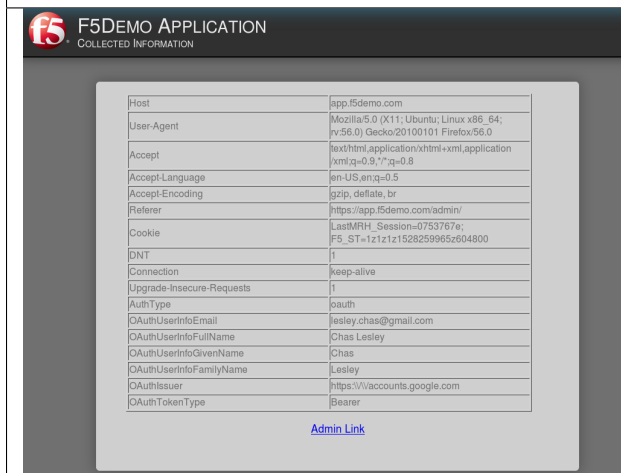 f5
F5DEMO APPLICATION
COLLECTED INFORMATION
Host app.f5demo.com
User-Agent Mozilla/5.0 (X11; Ubuntu; Linux x86_64;
rv:56.0) Gecko/20100101 Firefox/56.0
Accept text/html,application/xhtml+xml,application
/xml;q=0.9,*/*;q=0.8
Accept-Language en-US,en;q=0.5
Accept-Encoding gzip, deflate, br
Referer https://app.f5demo.com/admin/
Cookie LastMRH_Session=0753767e;
F5_ST=1z1z1z1528259965z604800
DNT 1
Connection keep-alive
Upgrade-Insecure-Requests 1
AuthType oauth
OAuthUserInfoEmail lesley.chas@gmail.com
OAuthUserInfoFullName Chas Lesley
OAuthUserInfoGivenName Chas
OAuthUserInfoFamilyName Lesley
OAuthIssuer https:\/\/accounts.google.com
OAuthTokenType Bearer
Admin Link